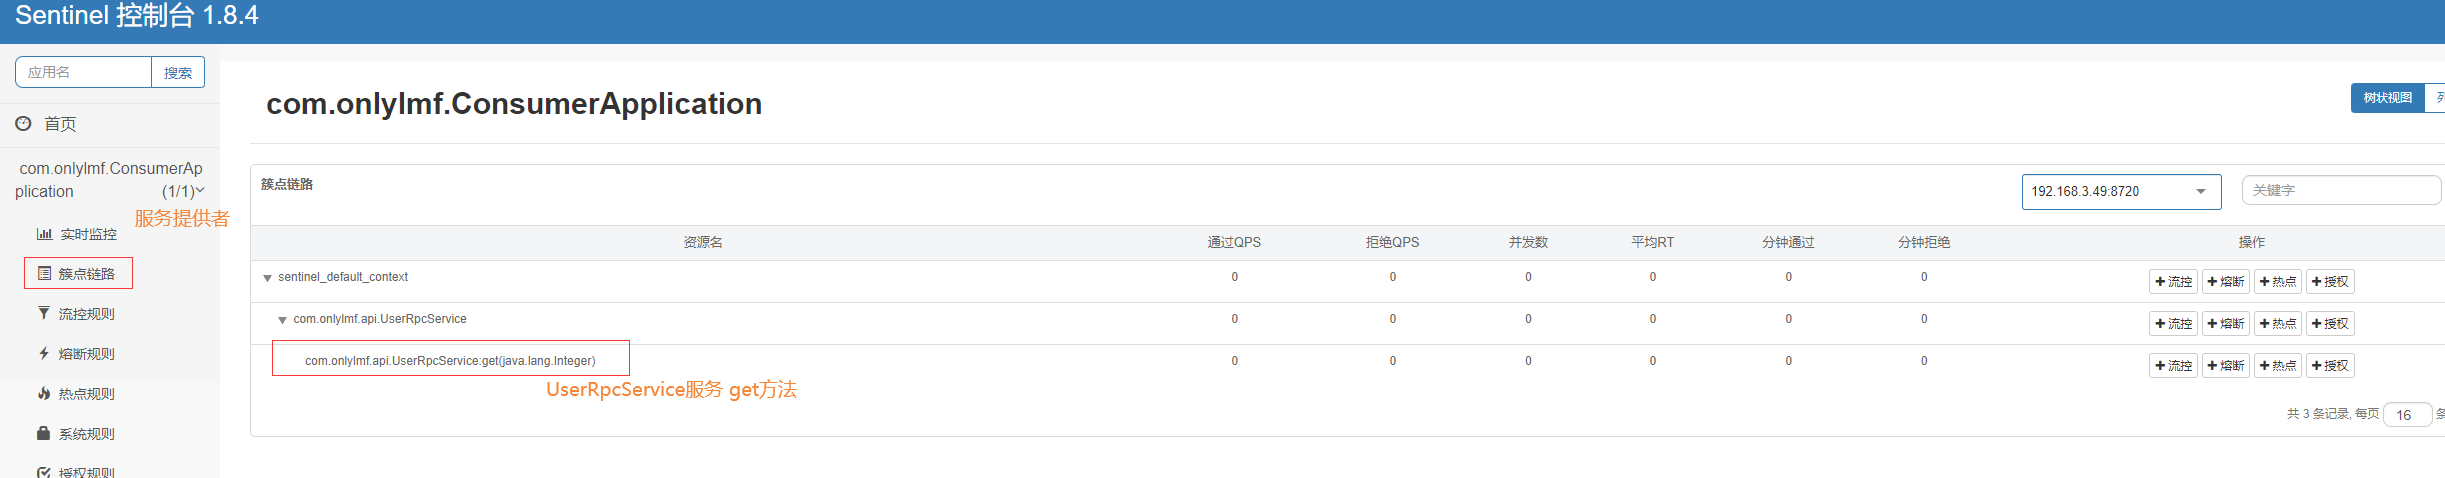 Sentinel 控制台 1.8.4
应用名 搜索
首页
com.onlylmf.ConsumerAp
plication (1/1)
服务提供者
实时监控
簇点链路
流控规则
熔断规则
热点规则
系统规则
授权规则
com.onlylmf.ConsumerApplication
树状视图
簇点链路
192.168.3.49:8720 关键字
资源名 通过QPS 拒绝QPS 并发数 平均RT 分钟通过 分钟拒绝 操作
sentinel_default_context 0 0 0 0 0 0 流控 熔断 热点 授权
com.onlylmf.api.UserRpcService 0 0 0 0 0 0 流控 熔断 热点 授权
com.onlylmf.api.UserRpcService:get(java.lang.Integer) 0 0 0 0 0 0 流控 熔断 热点 授权
UserRpcService服务 get方法
共 3 条记录, 每页 16